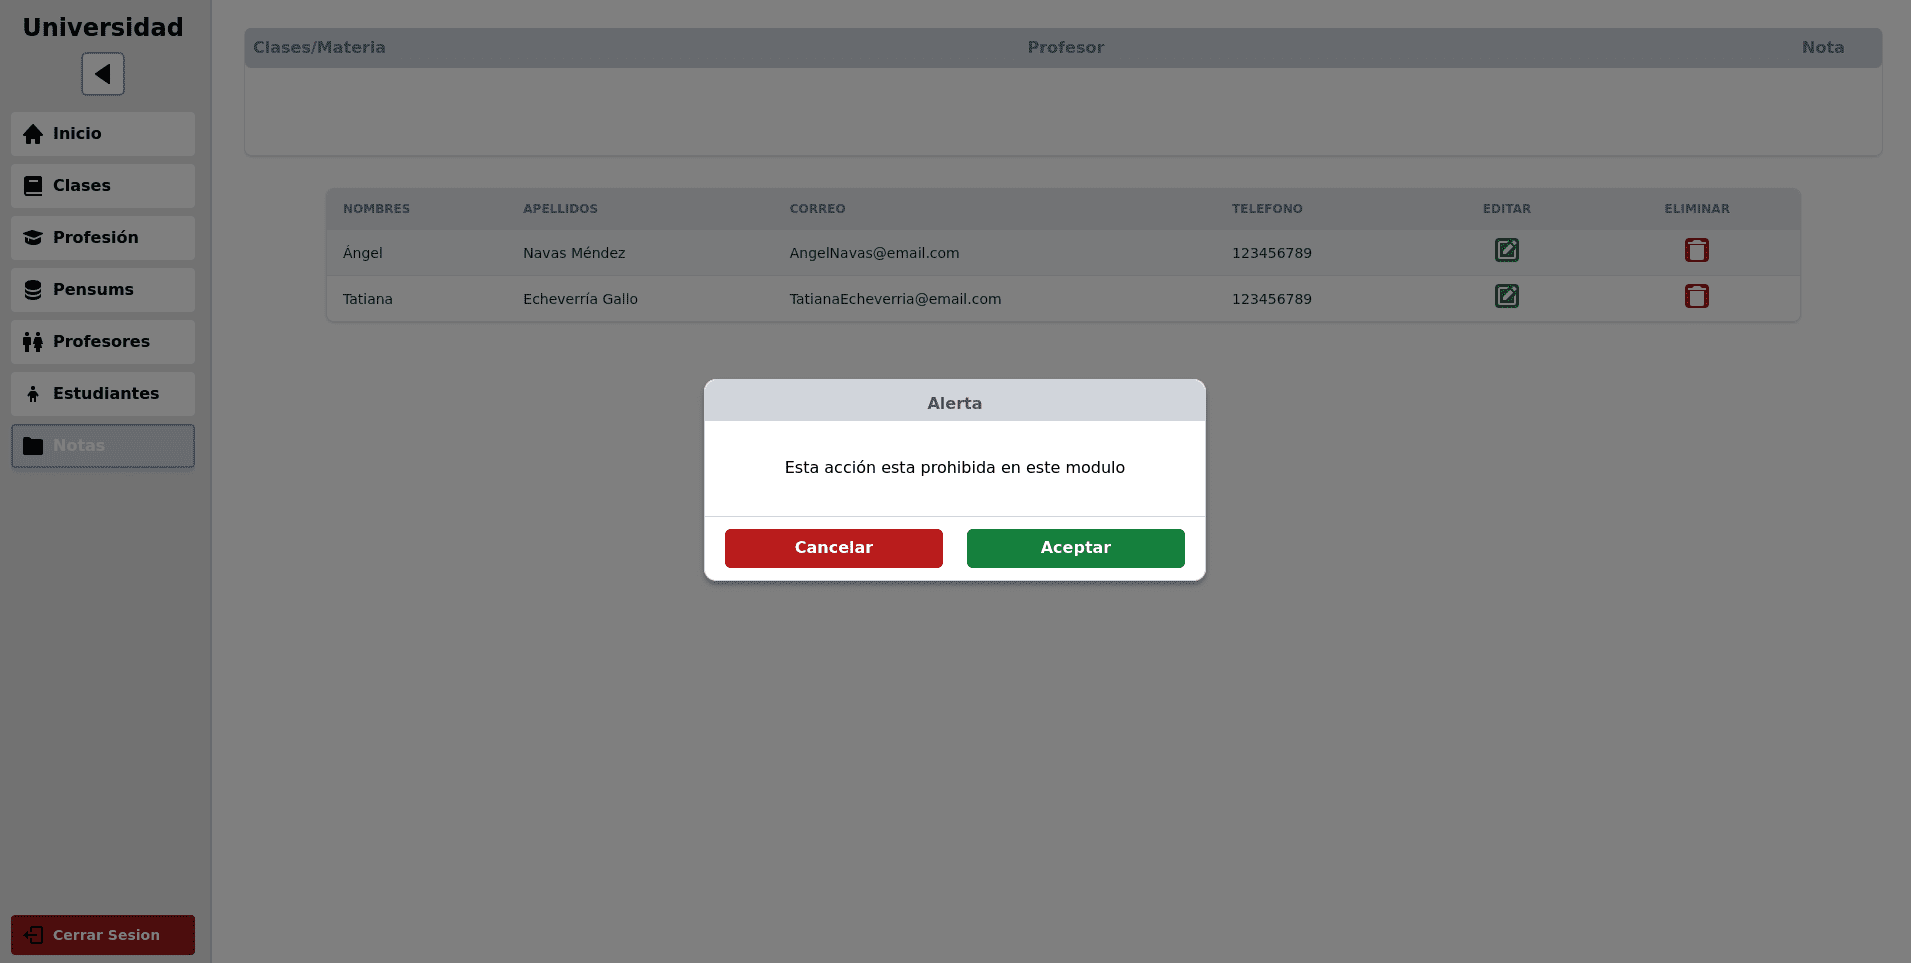 Universidad
Inicio
Clases
Profesión
Pensums
Profesores
Estudiantes
Notas
Cerrar Sesion
Clases/Materia Profesor Nota
NOMBRES APELLIDOS CORREO TELEFONO EDITAR ELIMINAR
Ángel Navas Méndez AngelNavas@email.com 123456789
Tatiana Echeverría Gallo TatianaEcheverria@email.com 123456789
Alerta
Esta acción esta prohibida en este modulo
Cancelar Aceptar